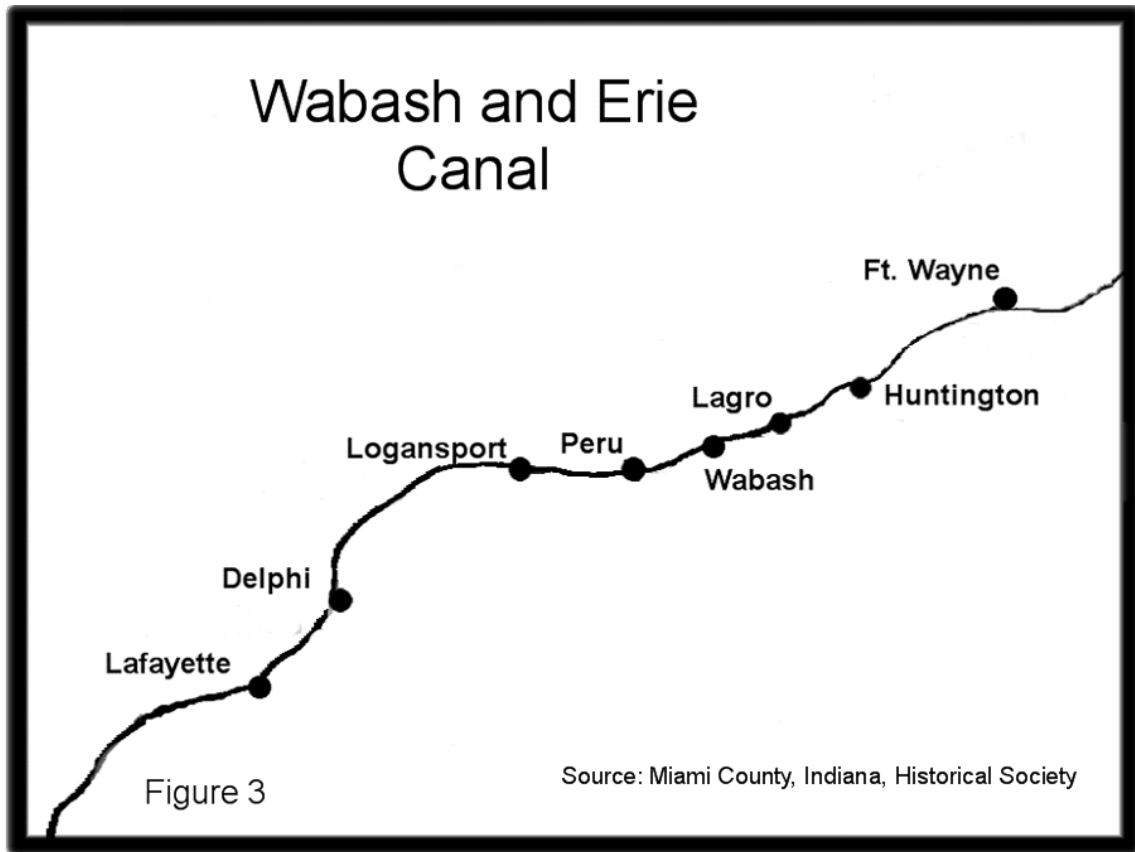 Wabash and Erie
Canal
Ft. Wayne
Huntington
Lagro
Logansport
Peru
Wabash
Delphi
Lafayette
Source: Miami County, Indiana, Historical Society
Figure 3